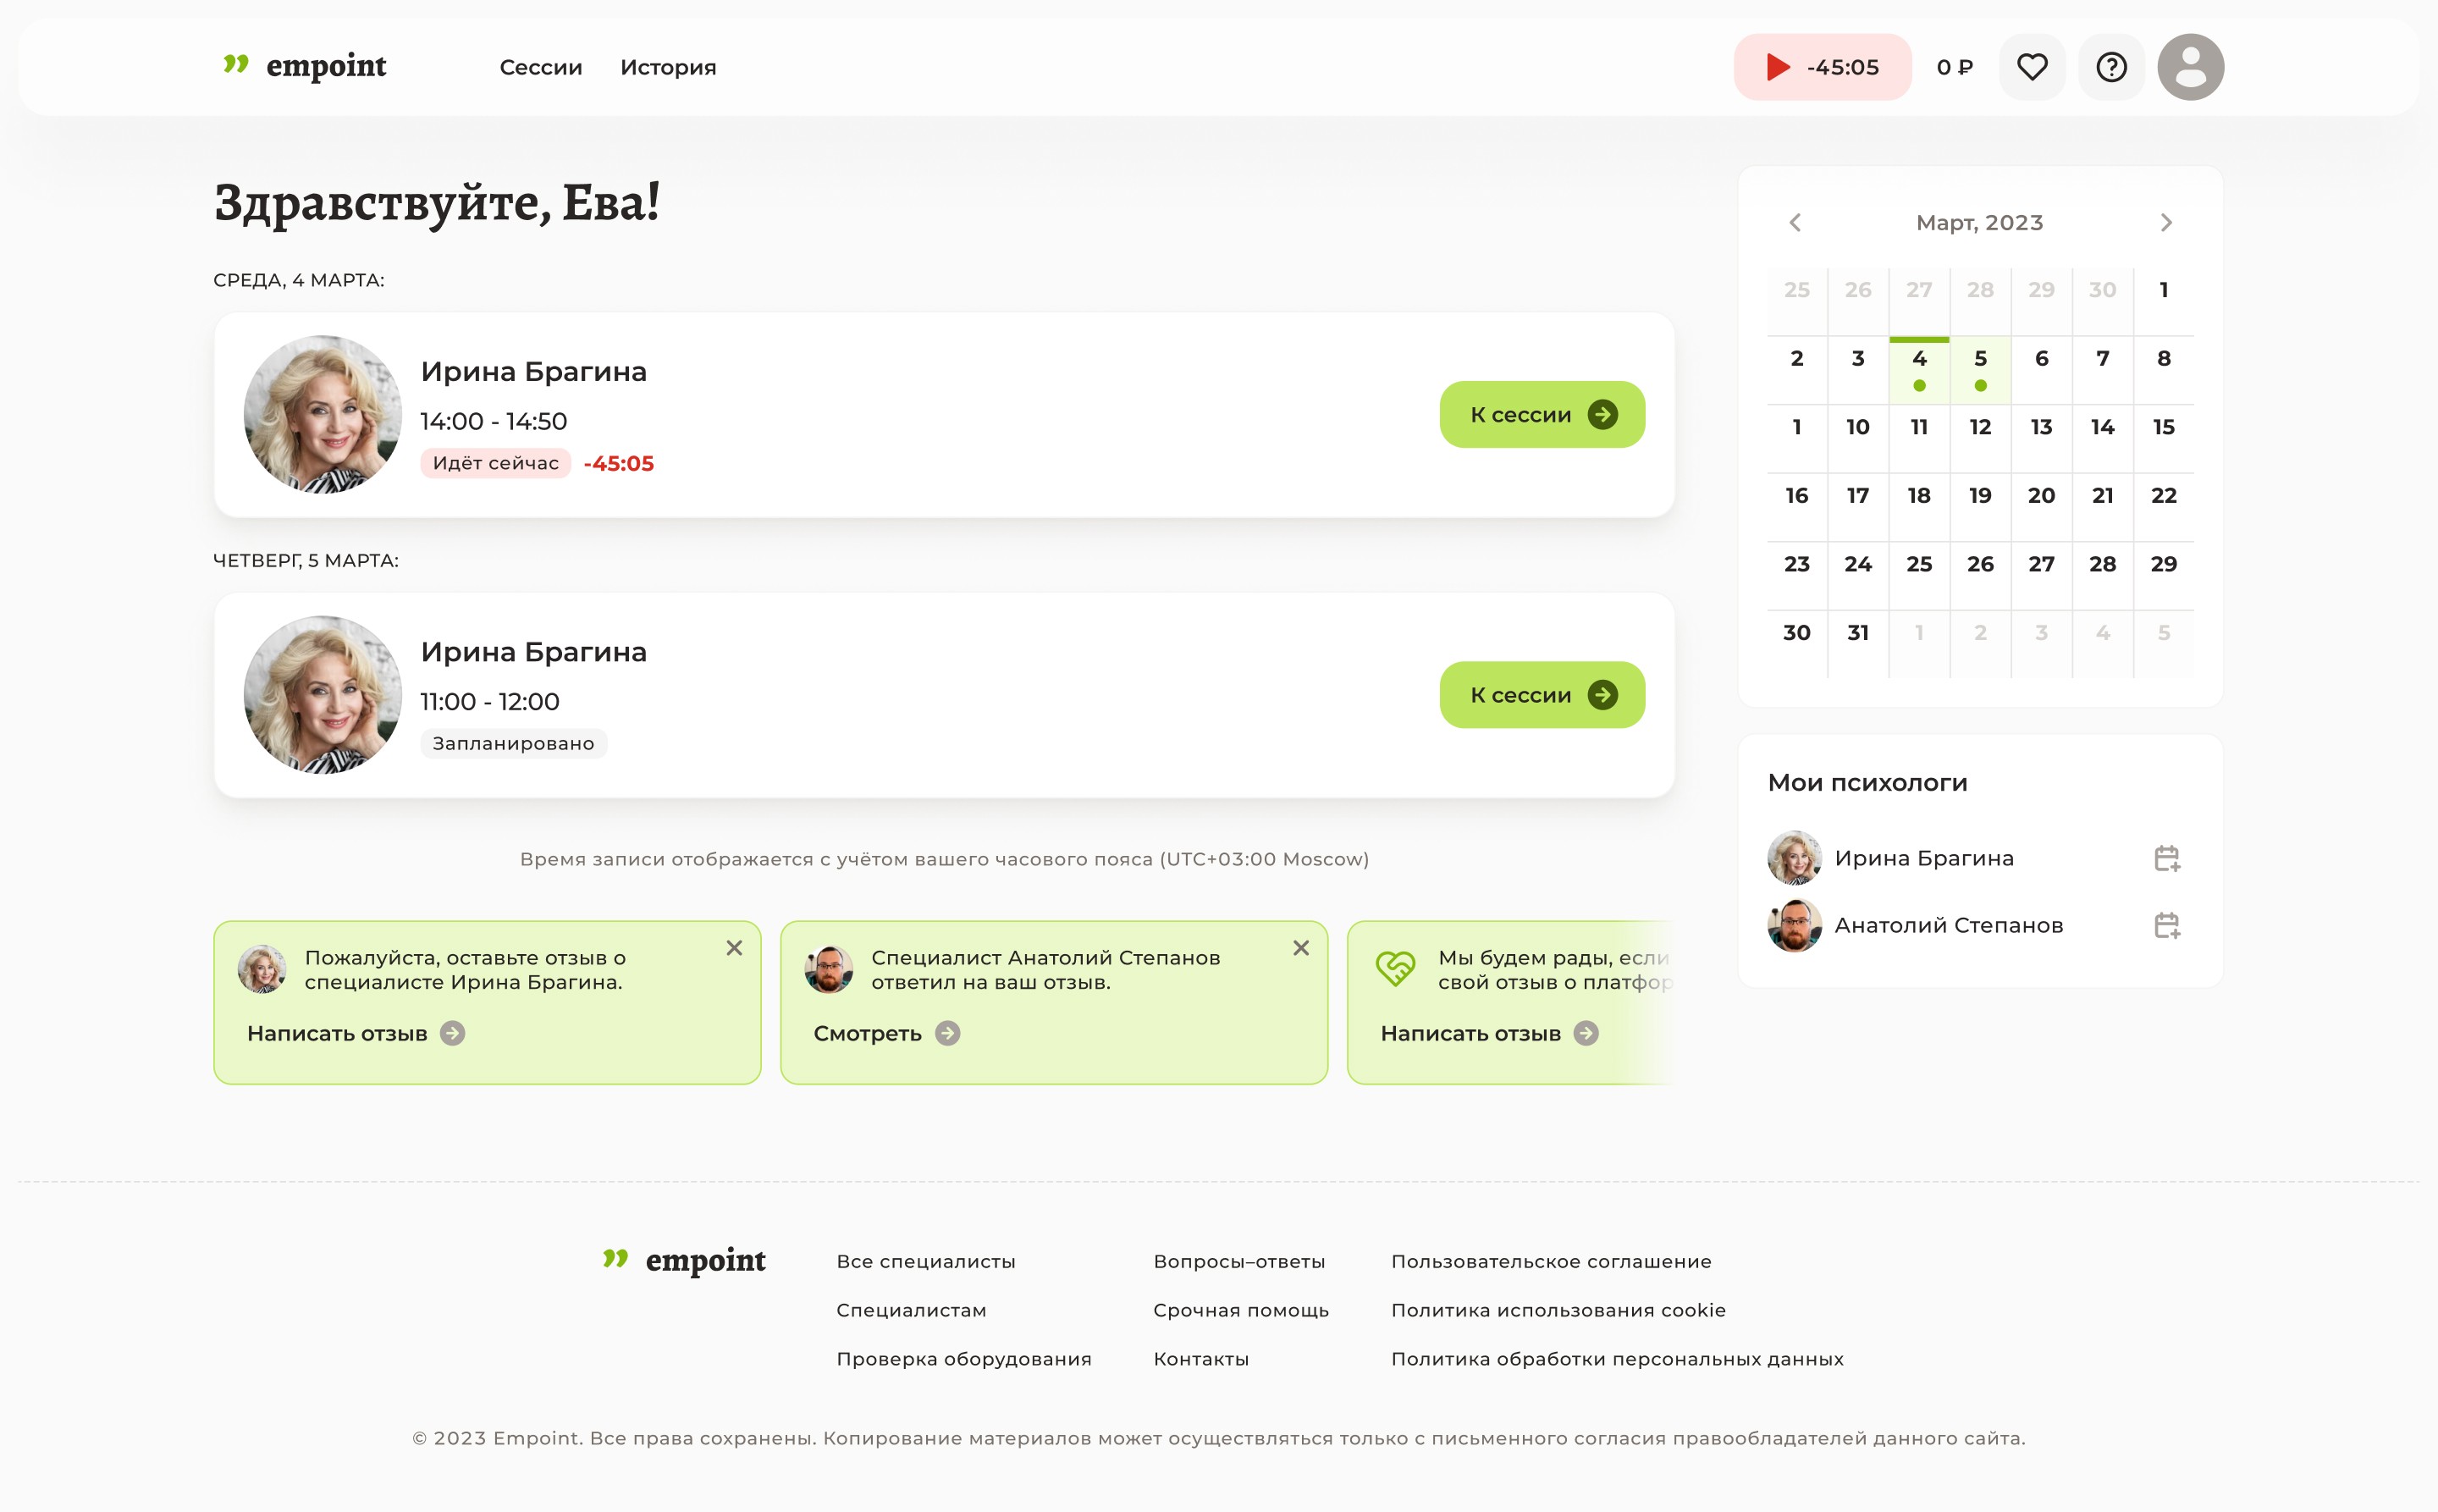 empoint
Сессии
История
-45:05
0 ₽
Здравствуйте, Ева!
СРЕДА, 4 МАРТА:
Ирина Брагина
14:00 - 14:50
Идёт сейчас -45:05
К сессии
ЧЕТВЕРГ, 5 МАРТА:
Ирина Брагина
11:00 - 12:00
Запланировано
К сессии
Время записи отображается с учётом вашего часового пояса (UTC+03:00 Moscow)
Пожалуйста, оставьте отзыв о
специалисте Ирина Брагина.
Написать отзыв
Специалист Анатолий Степанов
ответил на ваш отзыв.
Смотреть
Мы будем рады, если
свой отзыв о платфор
Написать отзыв
Март, 2023
25 26 27 28 29 30 1
2 3 4 5 6 7 8
1 10 11 12 13 14 15
16 17 18 19 20 21 22
23 24 25 26 27 28 29
30 31 1 2 3 4 5
Мои психологи
Ирина Брагина
Анатолий Степанов
empoint
Все специалисты
Специалистам
Проверка оборудования
Вопросы–ответы
Срочная помощь
Контакты
Пользовательское соглашение
Политика использования cookie
Политика обработки персональных данных
© 2023 Empoint. Все права сохранены. Копирование материалов может осуществляться только с письменного согласия правообладателей данного сайта.